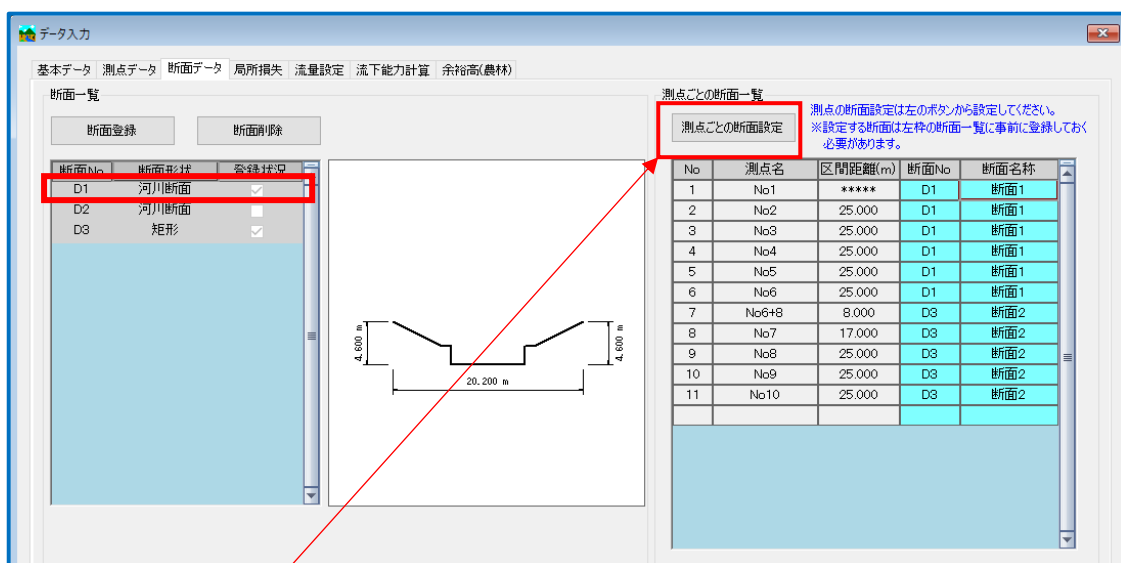 データ入力
基本データ 測点データ 断面データ 局所損失 流量設定 流下能力計算 余裕高(農林)
断面一覧
断面登録 断面削除
断面No 断面形状 登録状況
D1 河川断面
D2 河川断面
D3 矩形
4.600 m
20.200 m
4.600 m
測点ごとの断面一覧
測点ごとの断面設定
測点の断面設定は左のボタンから設定してください。
※設定する断面は左枠の断面一覧に事前に登録しておく
必要があります。
No 測点名 区間距離(m) 断面No 断面名称
1 No1 ***** D1 断面1
2 No2 25.000 D1 断面1
3 No3 25.000 D1 断面1
4 No4 25.000 D1 断面1
5 No5 25.000 D1 断面1
6 No6 25.000 D1 断面1
7 No6+8 8.000 D3 断面2
8 No7 17.000 D3 断面2
9 No8 25.000 D3 断面2
10 No9 25.000 D3 断面2
11 No10 25.000 D3 断面2